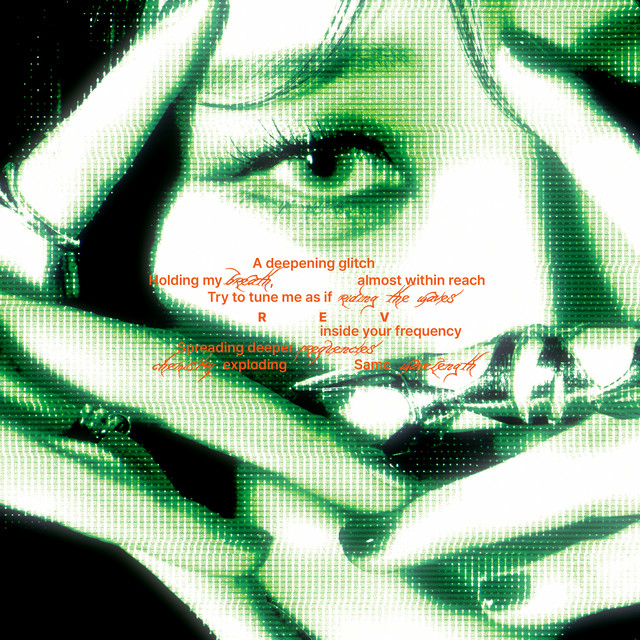 A deepening glitch
Holding my breath, almost within reach
Try to tune me as if riding the waves
R E V
inside your frequency
Spreading deeper frequencies
chemistry exploding Same wavelength